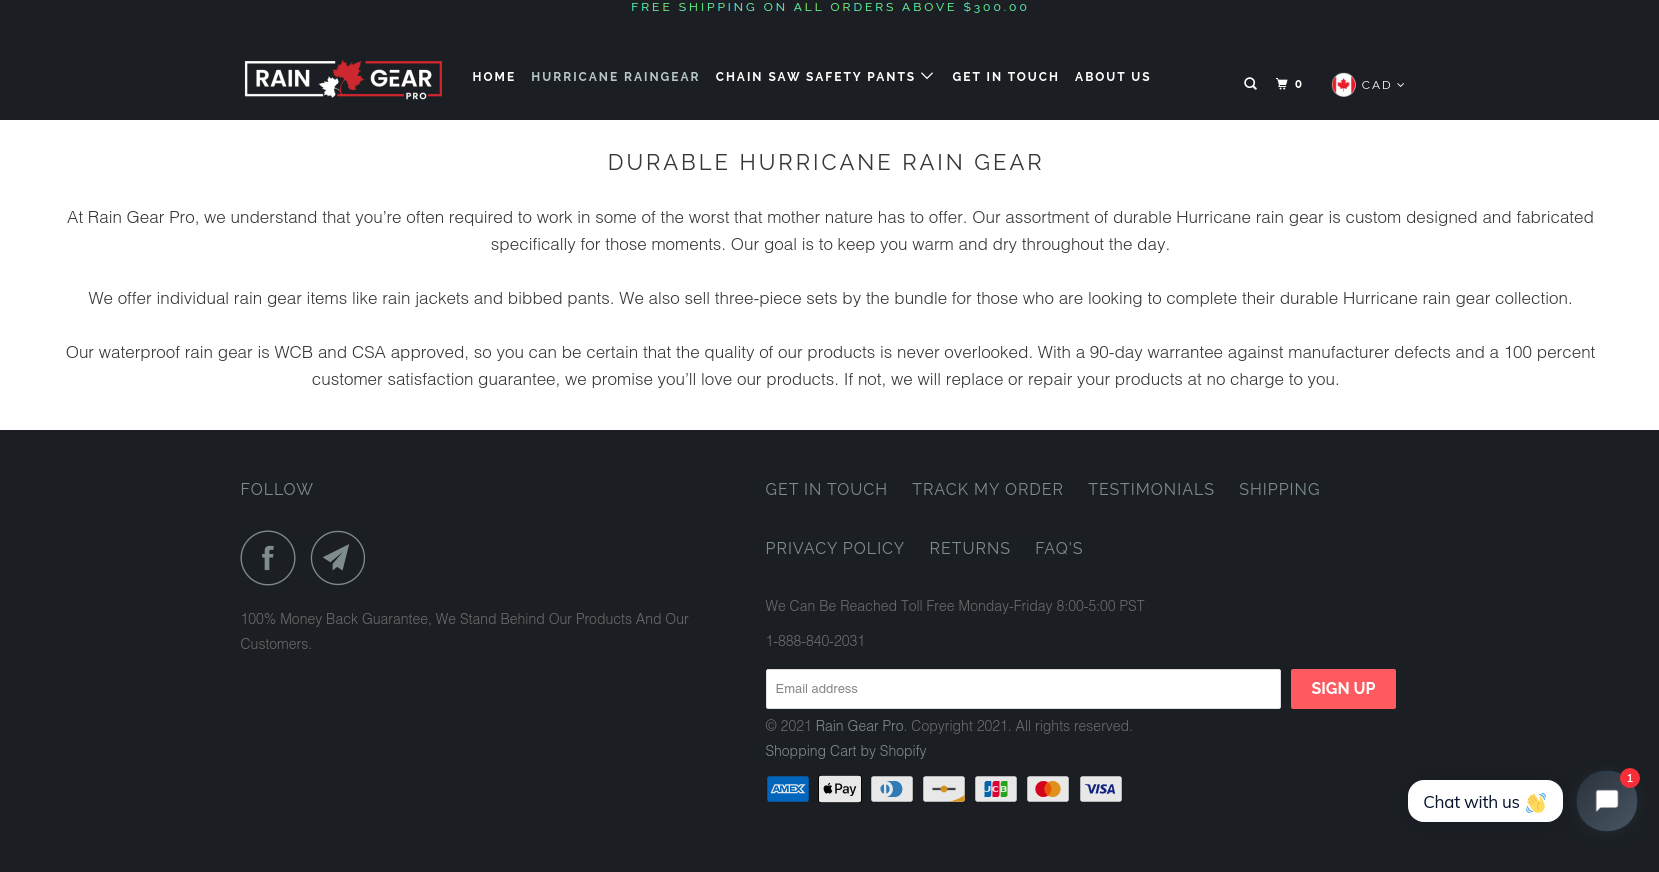 FREE SHIPPING ON ALL ORDERS ABOVE $300.00
RAIN GEAR PRO
HOME HURRICANE RAINGEAR CHAIN SAW SAFETY PANTS GET IN TOUCH ABOUT US
0 CAD
DURABLE HURRICANE RAIN GEAR
At Rain Gear Pro, we understand that you’re often required to work in some of the worst that mother nature has to offer. Our assortment of durable Hurricane rain gear is custom designed and fabricated
specifically for those moments. Our goal is to keep you warm and dry throughout the day.
We offer individual rain gear items like rain jackets and bibbed pants. We also sell three-piece sets by the bundle for those who are looking to complete their durable Hurricane rain gear collection.
Our waterproof rain gear is WCB and CSA approved, so you can be certain that the quality of our products is never overlooked. With a 90-day warrantee against manufacturer defects and a 100 percent
customer satisfaction guarantee, we promise you’ll love our products. If not, we will replace or repair your products at no charge to you.
FOLLOW
100% Money Back Guarantee, We Stand Behind Our Products And Our
Customers.
GET IN TOUCH TRACK MY ORDER TESTIMONIALS SHIPPING
PRIVACY POLICY RETURNS FAQ'S
We Can Be Reached Toll Free Monday-Friday 8:00-5:00 PST
1-888-840-2031
Email address SIGN UP
© 2021 Rain Gear Pro. Copyright 2021. All rights reserved.
Shopping Cart by Shopify
AMEX Pay JCB VISA
Chat with us 👋 1